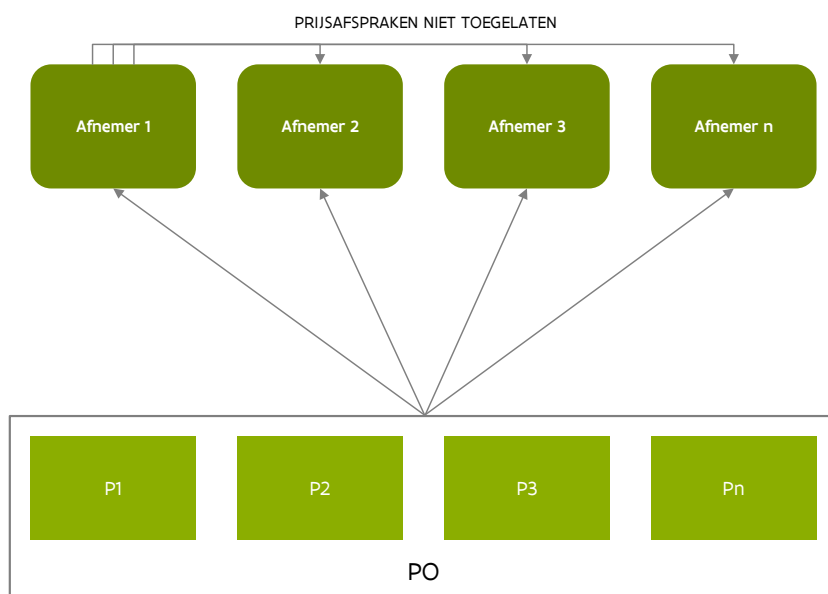 PRIJSAFSPRAKEN NIET TOEGELATEN
Afnemer 1
Afnemer 2
Afnemer 3
Afnemer n
P1
P2
P3
Pn
PO